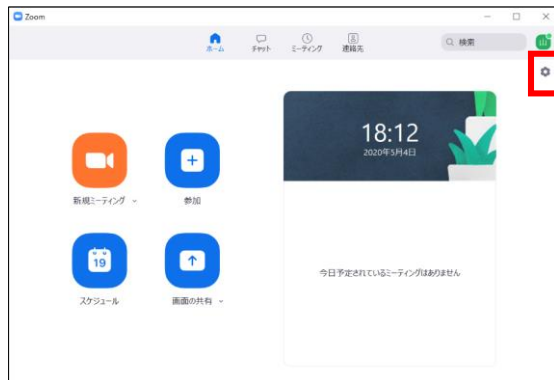 Zoom
ホーム
チャット
ミーティング
連絡先
検索
山
18:12
2020年5月4日
新規ミーティング
参加
19
スケジュール
画面の共有
今日予定されているミーティングはありません